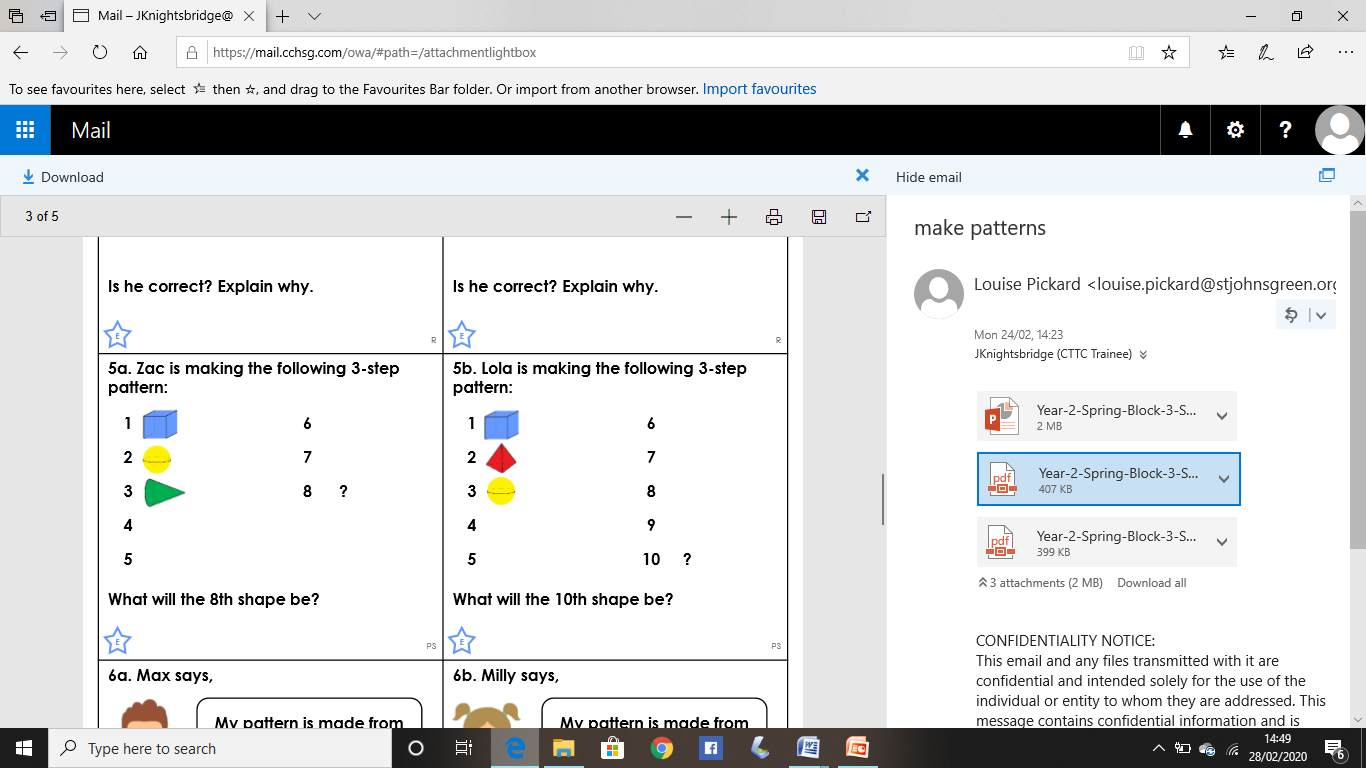 Mail – JKnightsbridge@
https://mail.cchsg.com/owa/#path=/attachmentlightbox
To see favourites here, select then ☆, and drag to the Favourites Bar folder. Or import from another browser. Import favourites
Mail
?
Download
Hide email
3 of 5
Is he correct? Explain why.
E
R
Is he correct? Explain why.
E
R
5a. Zac is making the following 3-step
pattern:
1 6
2 7
3 8 ?
4
5
What will the 8th shape be?
E
PS
5b. Lola is making the following 3-step
pattern:
1 6
2 7
3 8
4 9
5 10 ?
What will the 10th shape be?
E
PS
6a. Max says,
My pattern is made from
6b. Milly says,
My pattern is made from
make patterns
Louise Pickard <louise.pickard@stjohnsgreen.org
Mon 24/02, 14:23
JKnightsbridge (CTTC Trainee)
Year-2-Spring-Block-3-S...
2 MB
pdf
Year-2-Spring-Block-3-S...
407 KB
pdf
Year-2-Spring-Block-3-S...
399 KB
3 attachments (2 MB) Download all
CONFIDENTIALITY NOTICE:
This email and any files transmitted with it are
confidential and intended solely for the use of the
individual or entity to whom they are addressed. This
message contains confidential information and is
Type here to search
14:49
28/02/2020
6